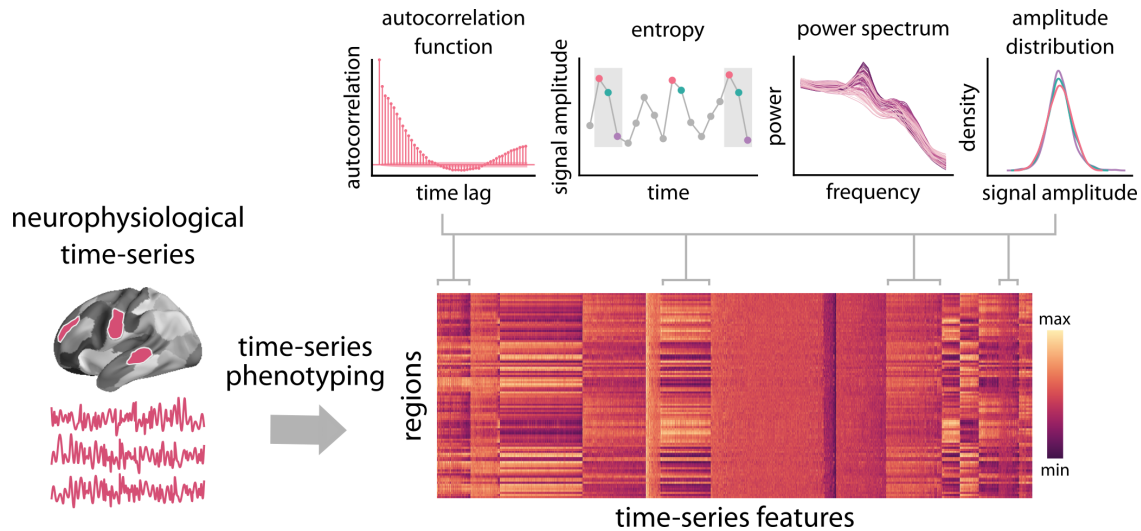 autocorrelation
function
autocorrelation
time lag
entropy
signal amplitude
time
power spectrum
power
frequency
amplitude
distribution
density
signal amplitude
neurophysiological
time-series
time-series
phenotyping
regions
time-series features
max
min